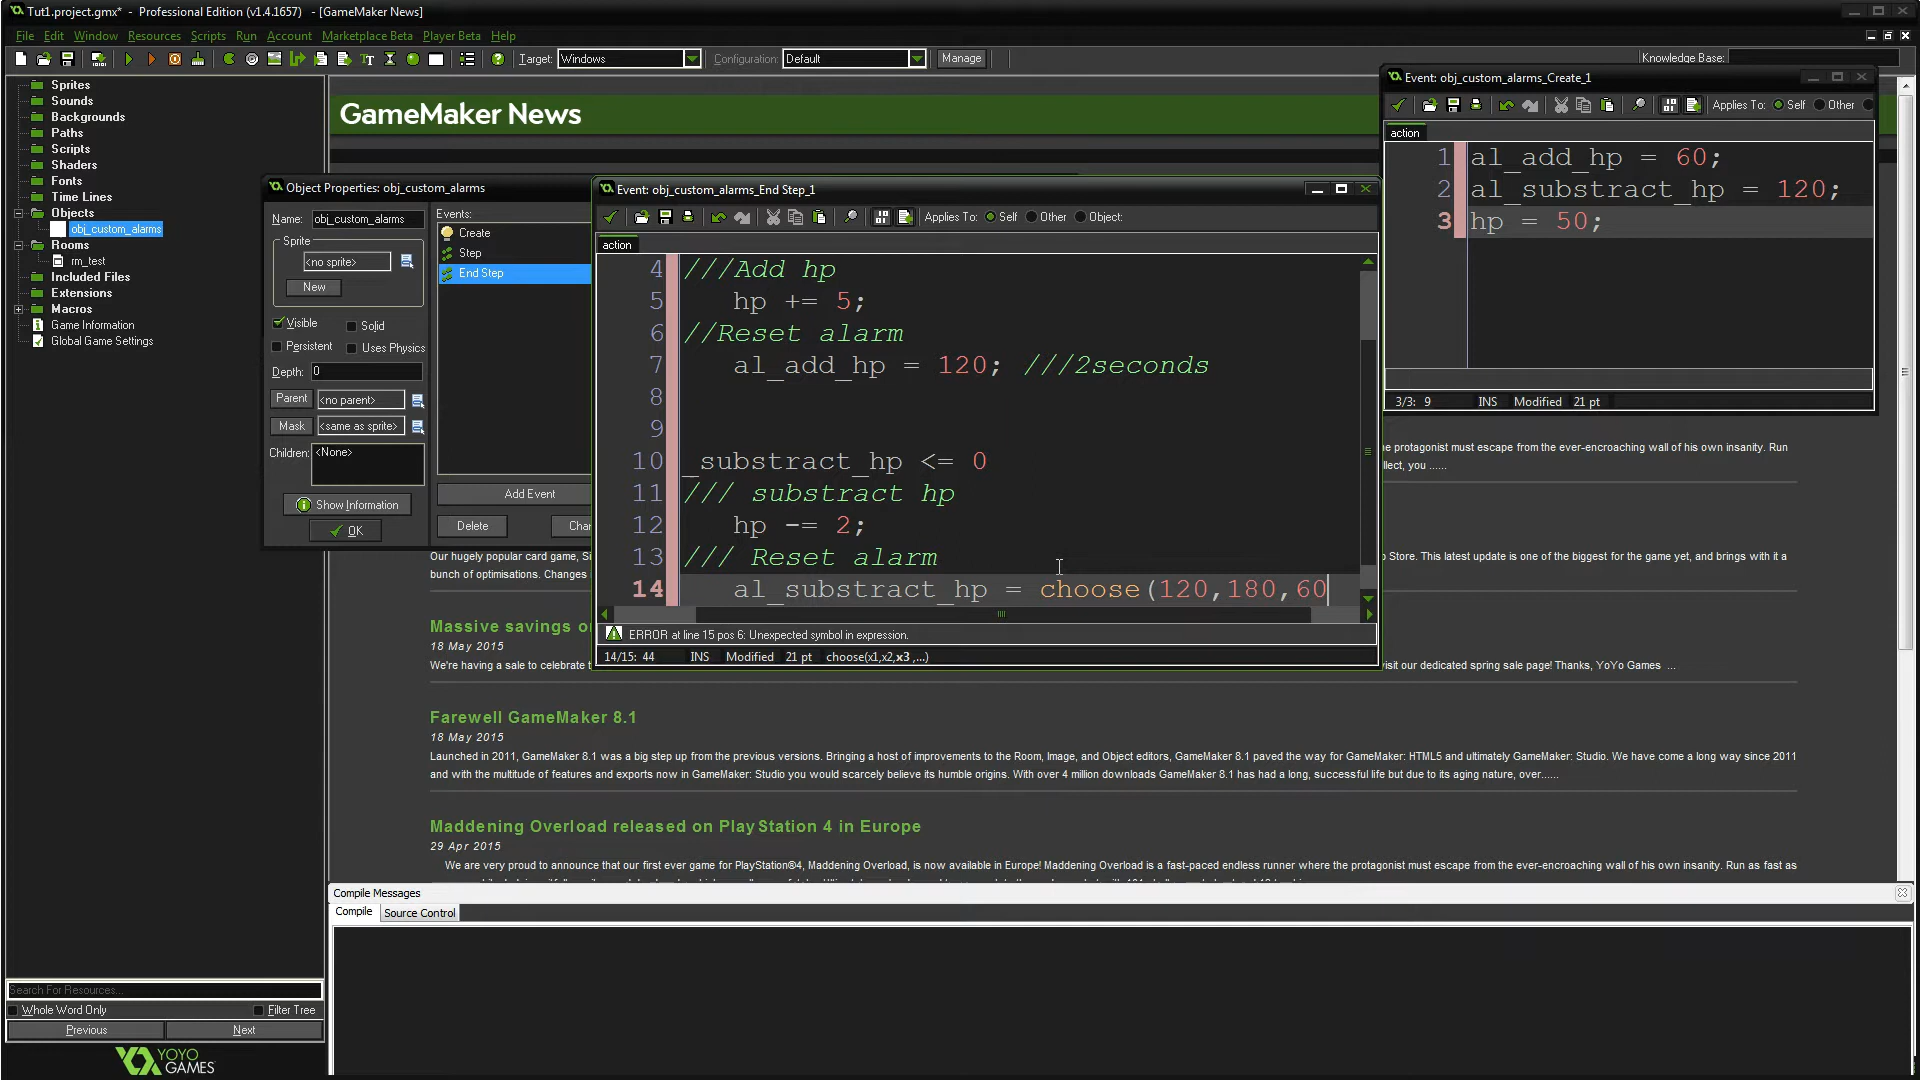 Tut1.project.gmx* - Professional Edition (v1.4.1657) - [GameMaker News]
File Edit Window Resources Scripts Run Account Marketplace Beta Player Beta Help
Target: Windows Configuration: Default Manage Knowledge Base:
Sprites
Sounds
Backgrounds
Paths
Scripts
Shaders
Fonts
Time Lines
Objects
obj_custom_alarms
Rooms
rm_test
Included Files
Extensions
Macros
Game Information
Global Game Settings
Search For Resources...
Whole Word Only Filter Tree
Previous Next
YOYO
GAMES
GameMaker News
Object Properties: obj_custom_alarms
Name: obj_custom_alarms
Sprite
<no sprite>
New
Visible Solid
Persistent Uses Physics
Depth: 0
Parent <no parent>
Mask <same as sprite>
Children: <None>
Show Information
OK
Events:
Create
Step
End Step
Add Event
Delete Chan
Event: obj_custom_alarms_End Step_1
Applies To: Self Other Object:
action
4 ///Add hp
5 hp += 5;
6 //Reset alarm
7 al_add_hp = 120; ///2seconds
8
9
10 _substract_hp <= 0
11 /// substract hp
12 hp -= 2;
13 /// Reset alarm
14 al_substract_hp = choose(120,180,60
ERROR at line 15 pos 6: Unexpected symbol in expression.
14/15: 44 INS Modified 21 pt choose(x1,x2,x3 ,...)
Event: obj_custom_alarms_Create_1
Applies To: Self Other
action
1 al_add_hp = 60;
2 al_substract_hp = 120;
3 hp = 50;
3/3: 9 INS Modified 21 pt
e protagonist must escape from the ever-encroaching wall of his own insanity. Run
llect, you ......
Our hugely popular card game, Si
o Store. This latest update is one of the biggest for the game yet, and brings with it a
bunch of optimisations. Changes
Massive savings o
18 May 2015
We're having a sale to celebrate t
visit our dedicated spring sale page! Thanks, YoYo Games ...
Farewell GameMaker 8.1
18 May 2015
Launched in 2011, GameMaker 8.1 was a big step up from the previous versions. Bringing a host of improvements to the Room, Image, and Object editors, GameMaker 8.1 paved the way for GameMaker: HTML5 and ultimately GameMaker: Studio. We have come a long way since 2011
and with the multitude of features and exports now in GameMaker: Studio you would scarcely believe its humble origins. With over 4 million downloads GameMaker 8.1 has had a long, successful life but due to its aging nature, over......
Maddening Overload released on PlayStation 4 in Europe
29 Apr 2015
We are very proud to announce that our first ever game for PlayStation®4, Maddening Overload, is now available in Europe! Maddening Overload is a fast-paced endless runner where the protagonist must escape from the ever-encroaching wall of his own insanity. Run as fast as
Compile Messages
Compile Source Control